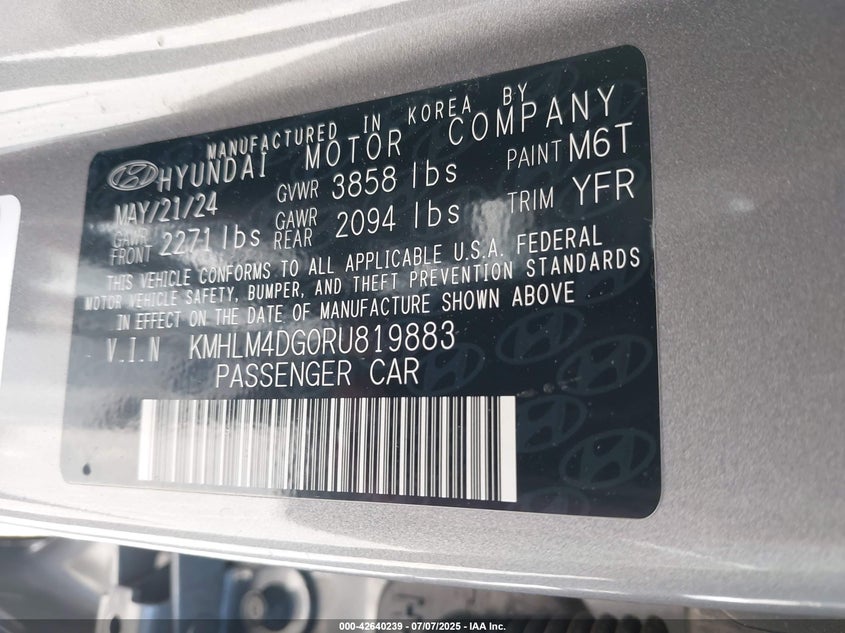 MANUFACTURED IN KOREA BY
HYUNDAI MOTOR COMPANY
MAY/21/24 GVWR 3858 lbs PAINT M6T
GAWR FRONT 2271 lbs GAWR REAR 2094 lbs TRIM YFR
THIS VEHICLE CONFORMS TO ALL APPLICABLE U.S.A. FEDERAL
MOTOR VEHICLE SAFETY, BUMPER, AND THEFT PREVENTION STANDARDS
IN EFFECT ON THE DATE OF MANUFACTURE SHOWN ABOVE
V.I.N KMHLM4DG0RU819883
PASSENGER CAR
000-42640239 - 07/07/2025 - IAA Inc.